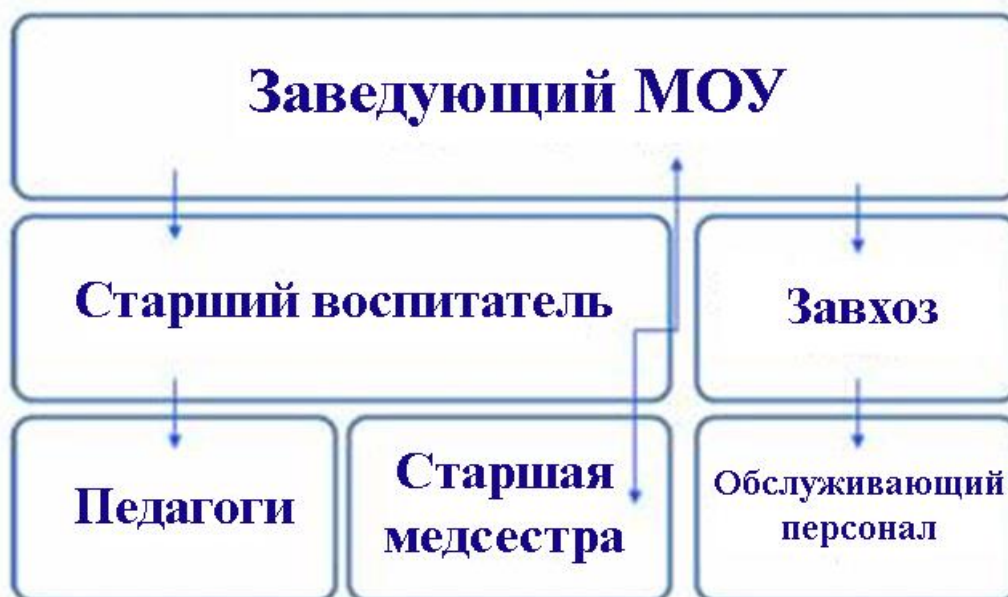 Заведующий МОУ
Старший воспитатель
Завхоз
Педагоги
Старшая
медсестра
Обслуживающий
персонал